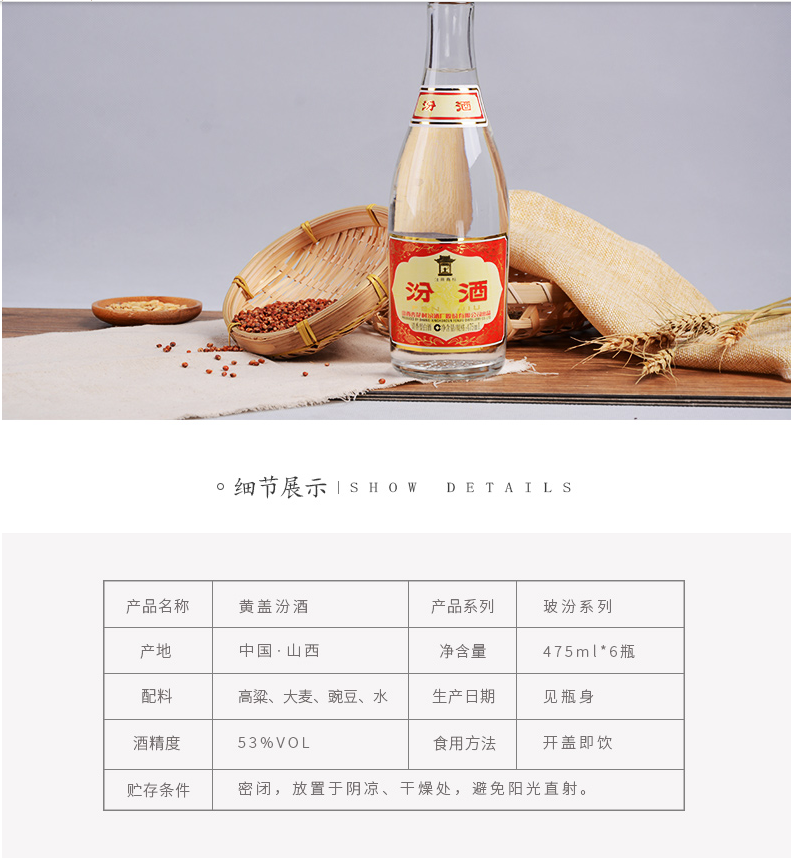 汾 酒
汾 酒
细节展示 | SHOW DETAILS
产品名称 黄盖汾酒 产品系列 玻汾系列
产地 中国·山西 净含量 475ml*6瓶
配料 高粱、大麦、豌豆、水 生产日期 见瓶身
酒精度 53%VOL 食用方法 开盖即饮
贮存条件 密闭，放置于阴凉、干燥处，避免阳光直射。